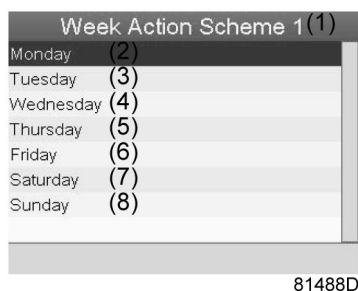 Week Action Scheme 1(1)
Monday (2)
Tuesday (3)
Wednesday (4)
Thursday (5)
Friday (6)
Saturday (7)
Sunday (8)
81488D